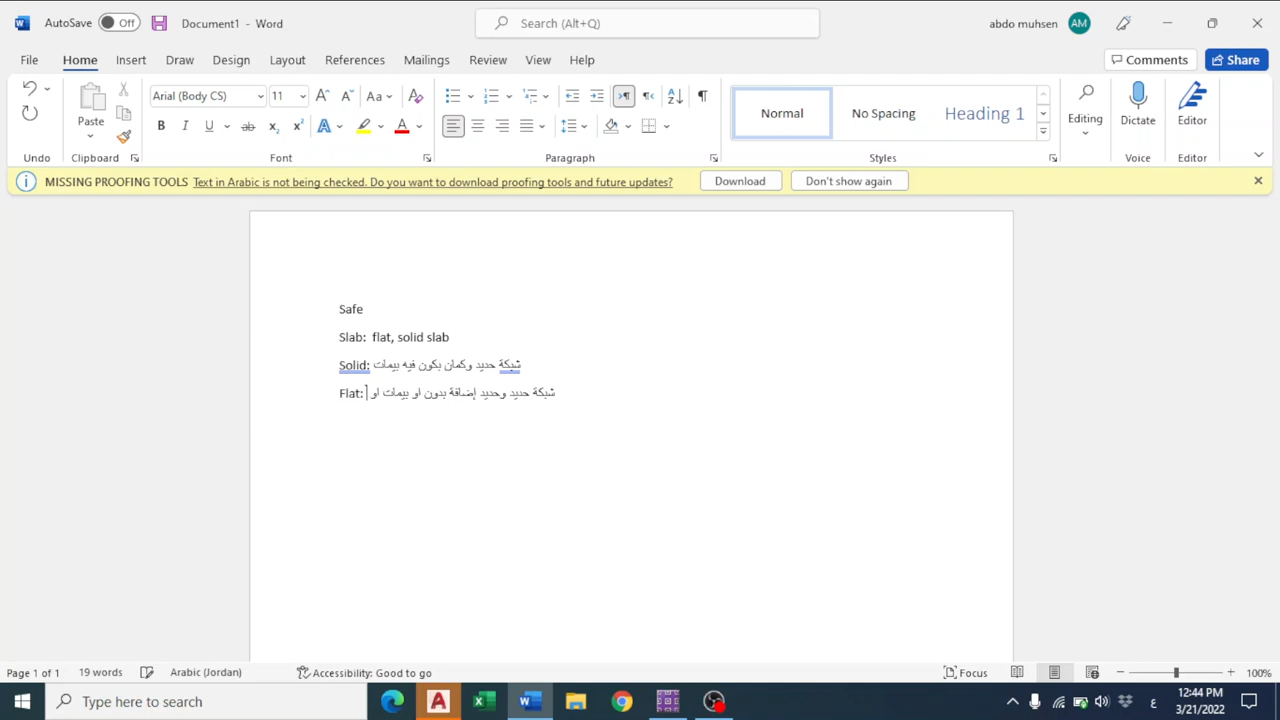 AutoSave Off Document1 - Word Search (Alt+Q) abdo muhsen AM
File Home Insert Draw Design Layout References Mailings Review View Help Comments Share
Arial (Body CS) 11 Aa
Paste
B I U ab x₂ x² A A
Normal No Spacing Heading 1
Editing Dictate Editor
Undo Clipboard Font Paragraph Styles Voice Editor
MISSING PROOFING TOOLS Text in Arabic is not being checked. Do you want to download proofing tools and future updates? Download Don't show again
Safe
Slab: flat, solid slab
Solid: شبكة حديد وكمان بكون فيه بيمات
Flat: شبكة حديد وحديد إضافة بدون او بيمات او
Page 1 of 1 19 words Arabic (Jordan) Accessibility: Good to go Focus 100%
Type here to search
ع 12:44 PM
3/21/2022